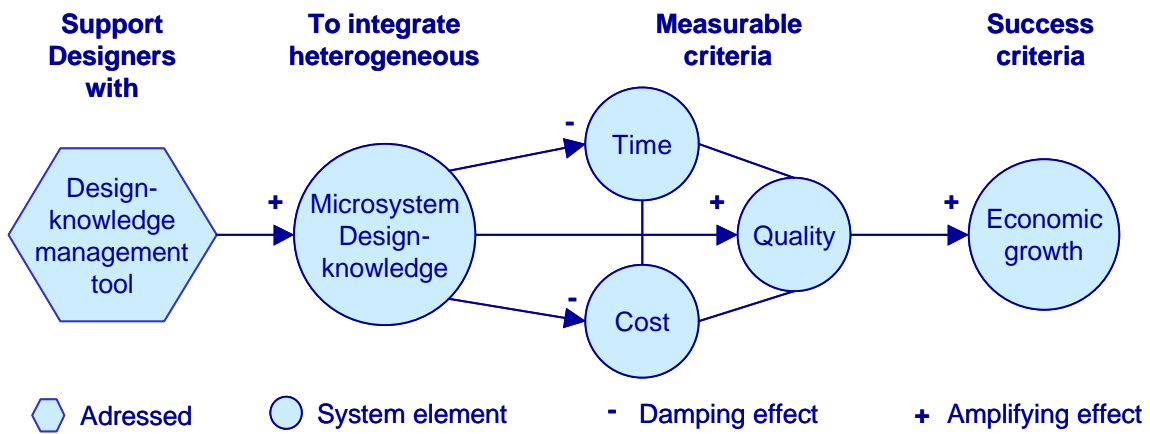 Support
Designers
with
To integrate
heterogeneous
Measurable
criteria
Success
criteria
Design-
knowledge
management
tool
+
Microsystem
Design-
knowledge
-
Time
+
Quality
-
Cost
+
Economic
growth
Adressed
System element
- Damping effect
+ Amplifying effect